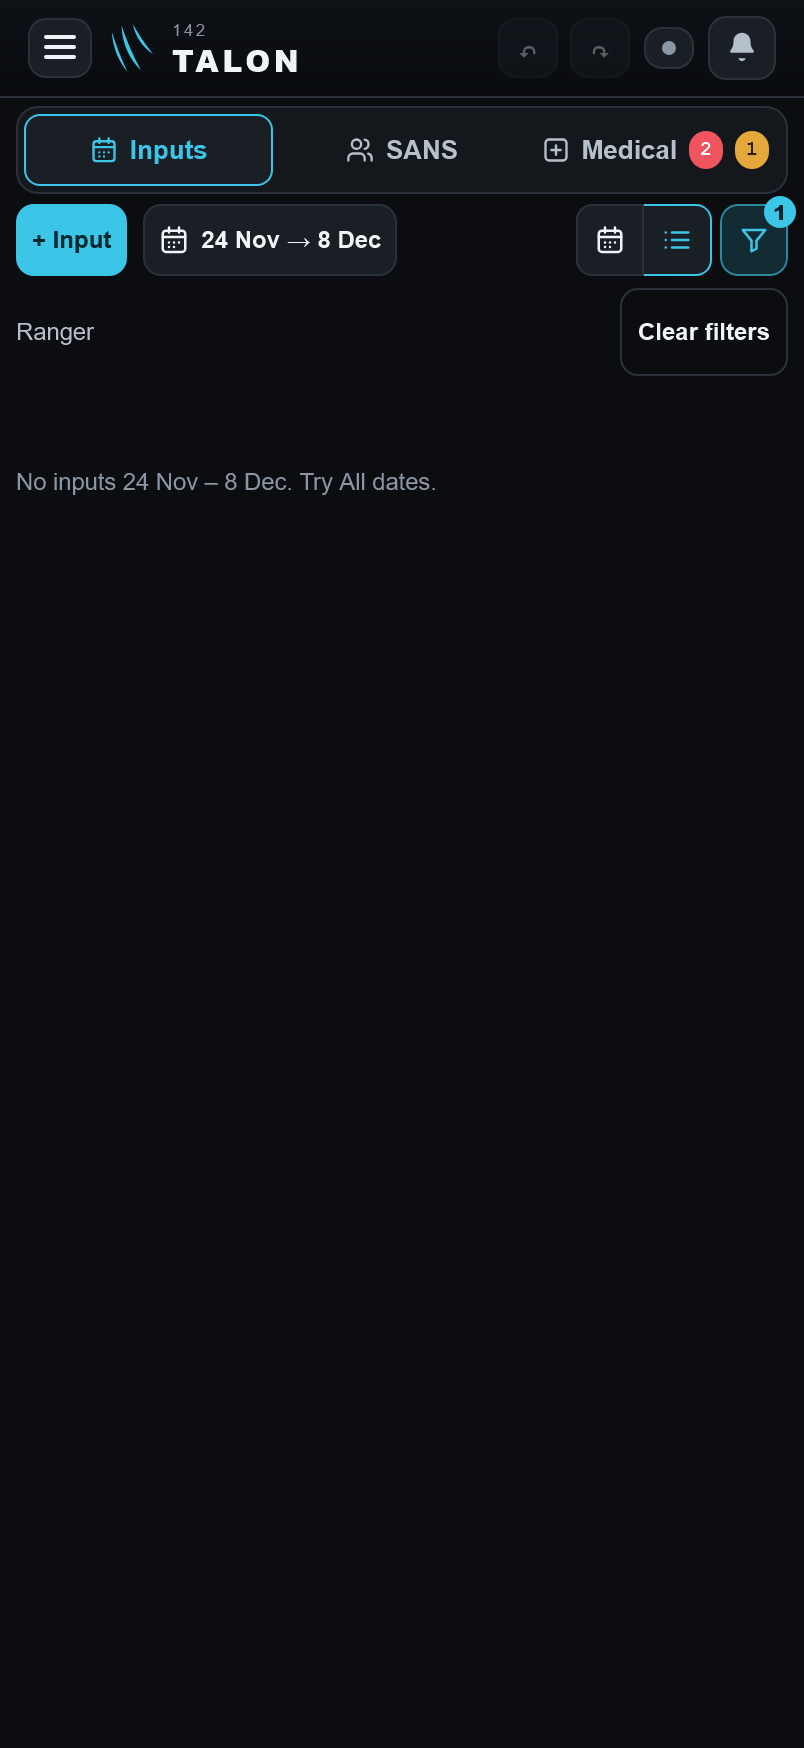 142
TALON
Inputs
SANS
Medical 2 1
+ Input
24 Nov → 8 Dec
1
Ranger
Clear filters
No inputs 24 Nov – 8 Dec. Try All dates.